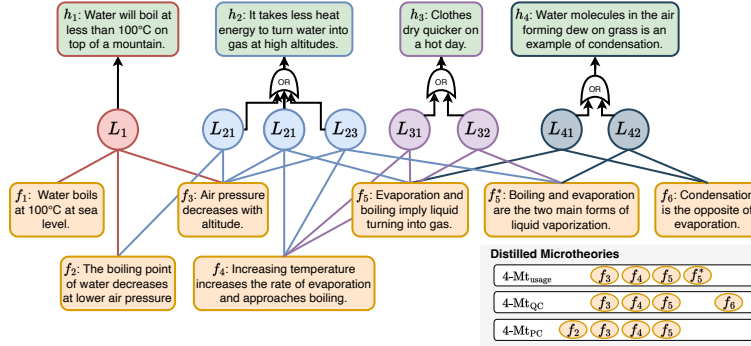 h1: Water will boil at
less than 100°C on
top of a mountain.
h2: It takes less heat
energy to turn water into
gas at high altitudes.
h3: Clothes
dry quicker on
a hot day.
h4: Water molecules in the air
forming dew on grass is an
example of condensation.
OR
OR
OR
L1
L21
L21
L23
L31
L32
L41
L42
f1: Water boils
at 100°C at sea
level.
f3: Air pressure
decreases with
altitude.
f5: Evaporation and
boiling imply liquid
turning into gas.
f5*: Boiling and evaporation
are the two main forms of
liquid vaporization.
f6: Condensation
is the opposite of
evaporation.
f2: The boiling point
of water decreases
at lower air pressure
f4: Increasing temperature
increases the rate of evaporation
and approaches boiling.
Distilled Microtheories
4-Mtusage f3 f4 f5 f5*
4-MtQC f3 f4 f5 f6
4-MtPC f2 f3 f4 f5